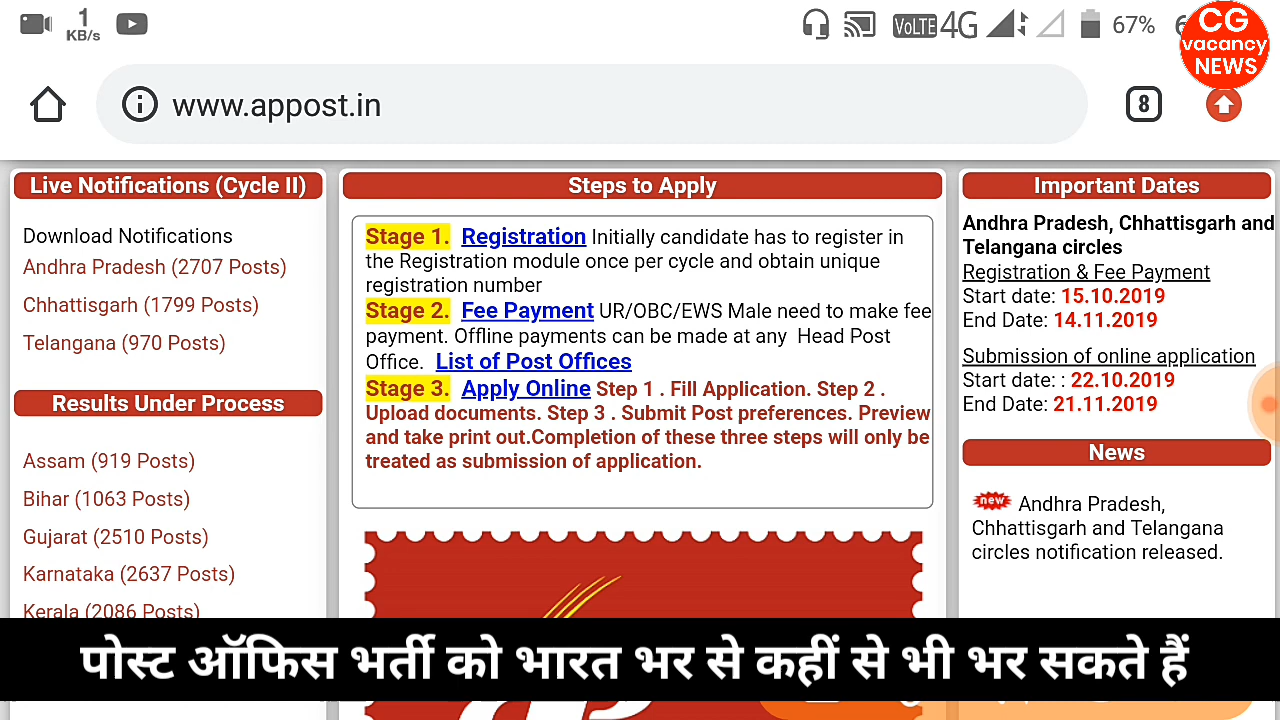 1
KB/s
VoLTE 4G 67% 6
CG
vacancy
NEWS
www.appost.in
8
Live Notifications (Cycle II)
Download Notifications
Andhra Pradesh (2707 Posts)
Chhattisgarh (1799 Posts)
Telangana (970 Posts)
Results Under Process
Assam (919 Posts)
Bihar (1063 Posts)
Gujarat (2510 Posts)
Karnataka (2637 Posts)
Kerala (2086 Posts)
Steps to Apply
Stage 1. Registration Initially candidate has to register in
the Registration module once per cycle and obtain unique
registration number
Stage 2. Fee Payment UR/OBC/EWS Male need to make fee
payment. Offline payments can be made at any Head Post
Office. List of Post Offices
Stage 3. Apply Online Step 1 . Fill Application. Step 2 .
Upload documents. Step 3 . Submit Post preferences. Preview
and take print out.Completion of these three steps will only be
treated as submission of application.
Important Dates
Andhra Pradesh, Chhattisgarh and
Telangana circles
Registration & Fee Payment
Start date: 15.10.2019
End Date: 14.11.2019
Submission of online application
Start date: : 22.10.2019
End Date: 21.11.2019
News
new Andhra Pradesh,
Chhattisgarh and Telangana
circles notification released.
पोस्ट ऑफिस भर्ती को भारत भर से कहीं से भी भर सकते हैं